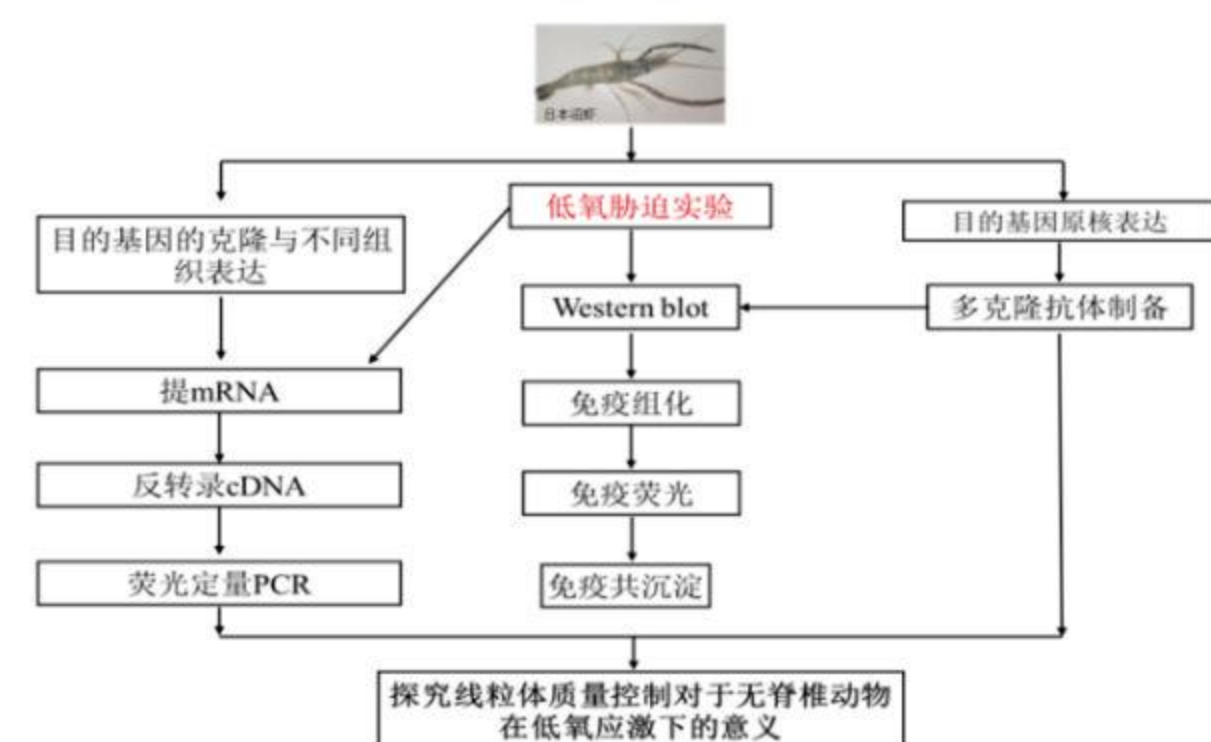 日本沼虾
低氧胁迫实验
目的基因的克隆与不同组
织表达
目的基因原核表达
Western blot
多克隆抗体制备
提mRNA
免疫组化
反转录cDNA
免疫荧光
荧光定量PCR
免疫共沉淀
探究线粒体质量控制对于无脊椎动物
在低氧应激下的意义